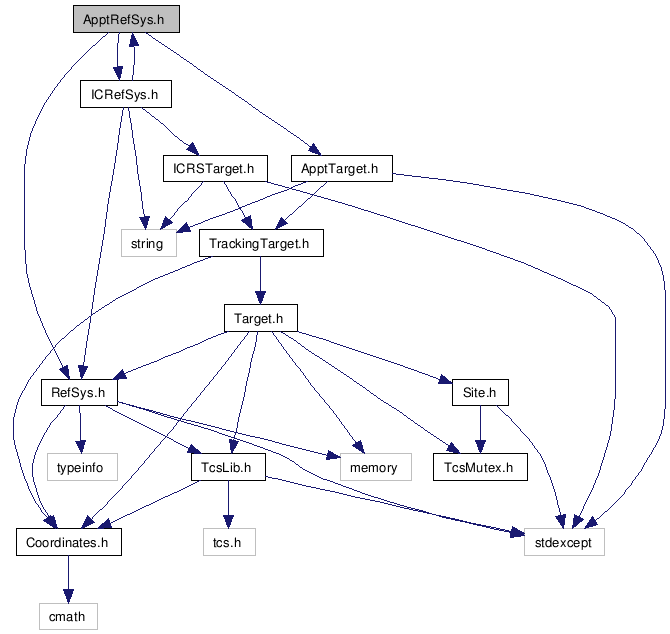 ApptRefSys.h
ICRefSys.h
ICRSTarget.h
ApptTarget.h
string
TrackingTarget.h
Target.h
RefSys.h
Site.h
typeinfo
TcsLib.h
memory
TcsMutex.h
Coordinates.h
tcs.h
stdexcept
cmath